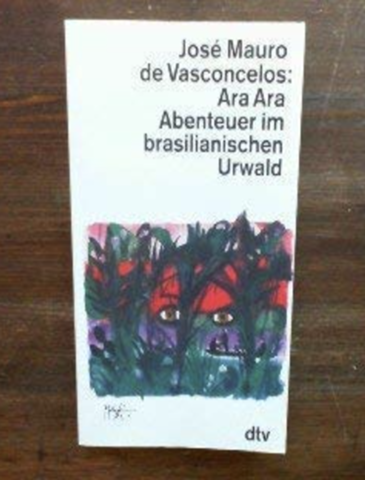 José Mauro
de Vasconcelos:
Ara Ara
Abenteuer im
brasilianischen
Urwald
dtv